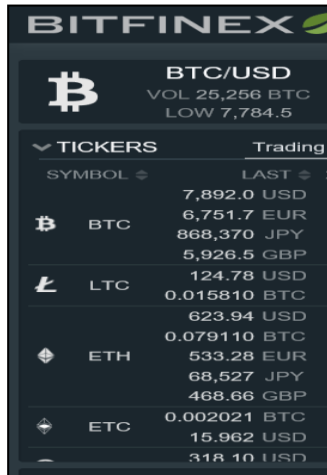 BITFINEX
BTC/USD
VOL 25,256 BTC
LOW 7,784.5
TICKERS Trading
SYMBOL LAST
7,892.0 USD
BTC 6,751.7 EUR
868,370 JPY
5,926.5 GBP
LTC 124.78 USD
0.015810 BTC
623.94 USD
0.079110 BTC
ETH 533.28 EUR
68,527 JPY
468.66 GBP
ETC 0.002021 BTC
15.962 USD
318.10 USD